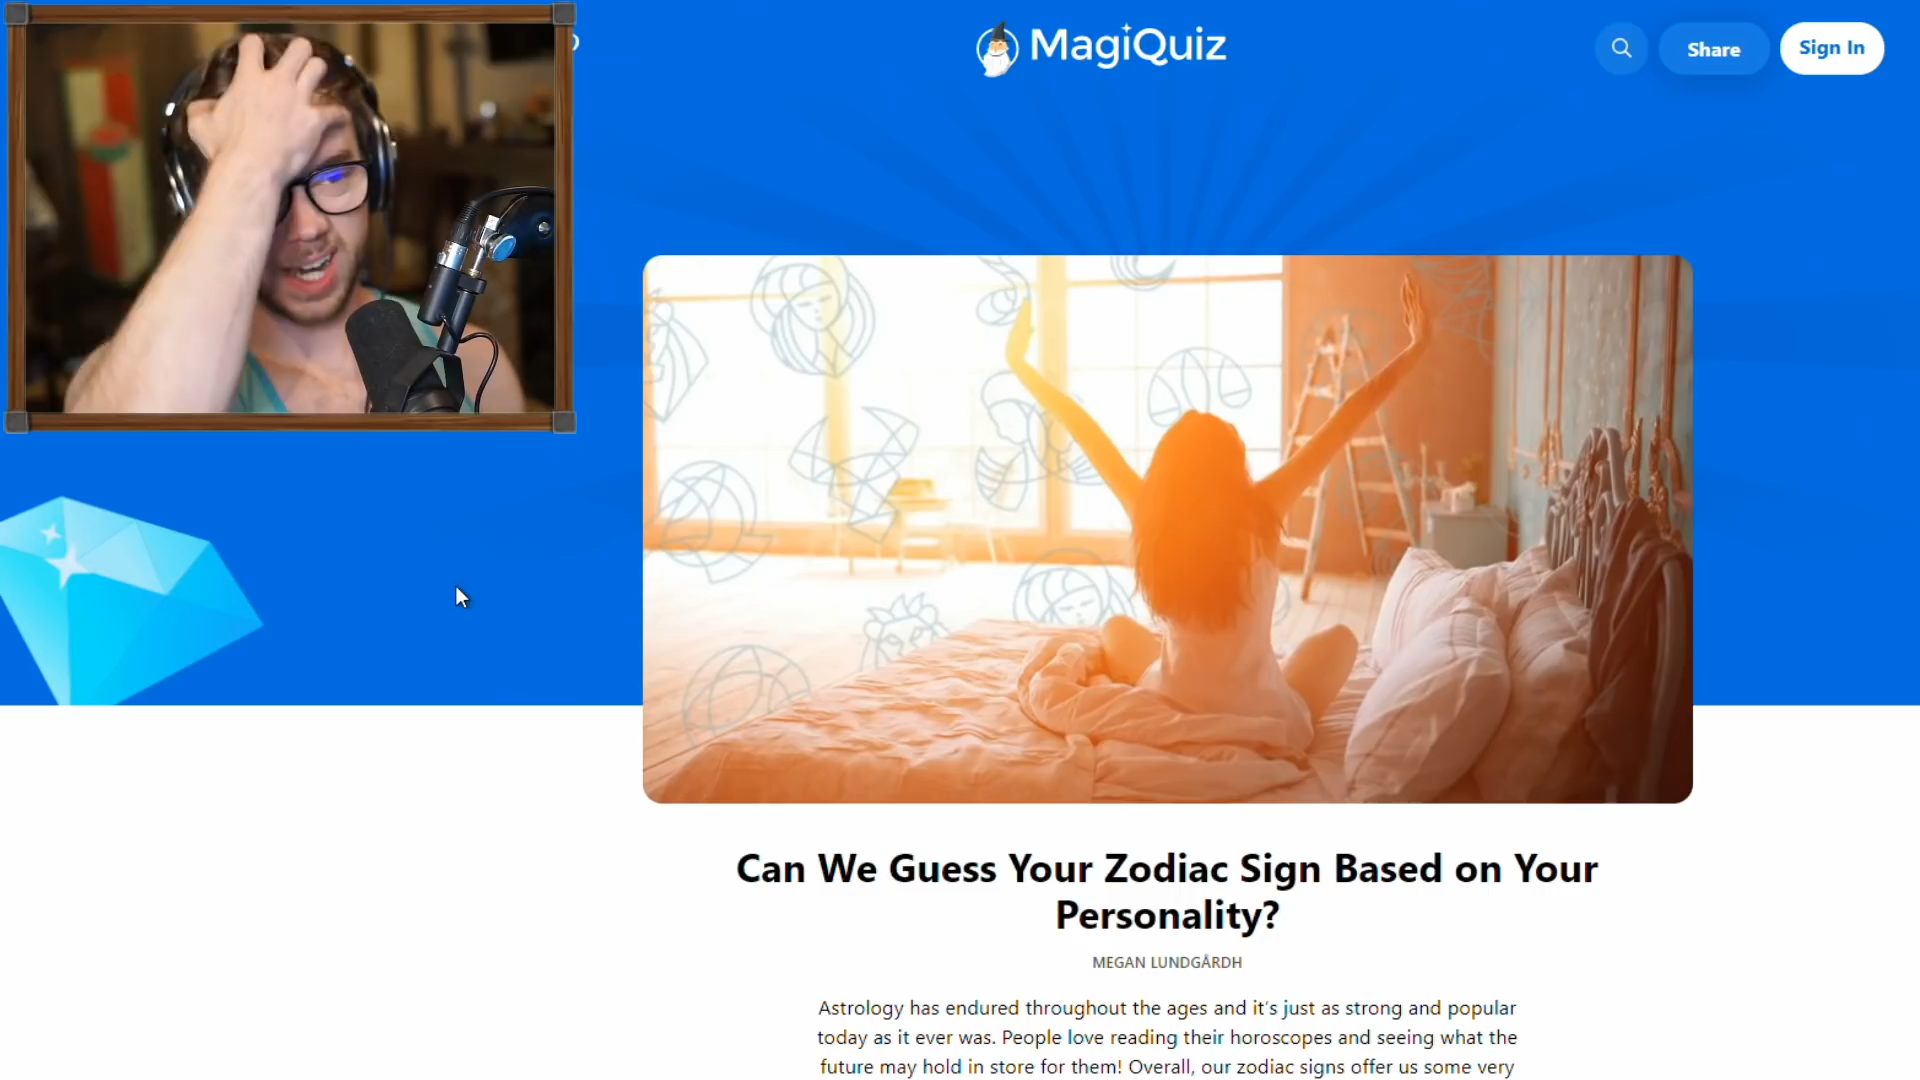 MagiQuiz
Share
Sign In
Can We Guess Your Zodiac Sign Based on Your
Personality?
MEGAN LUNDGÅRDH
Astrology has endured throughout the ages and it's just as strong and popular
today as it ever was. People love reading their horoscopes and seeing what the
future may hold in store for them! Overall, our zodiac signs offer us some very